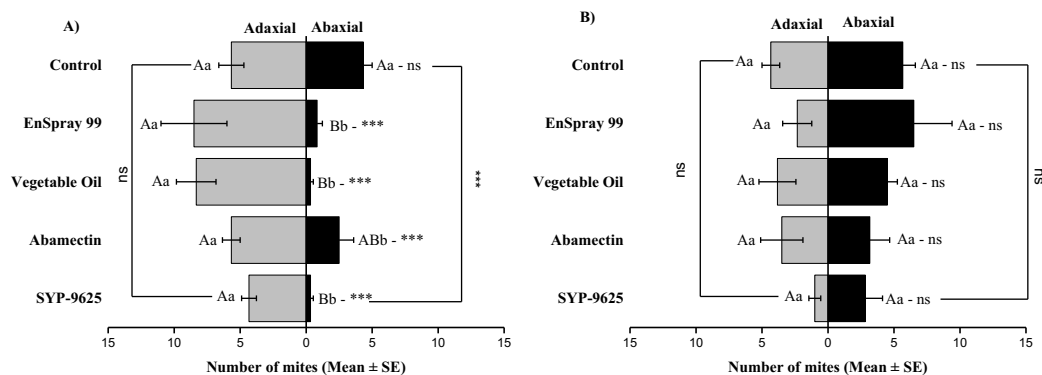 A)
Adaxial Abaxial
Control Aa Aa - ns
EnSpray 99 Aa Bb - ***
Vegetable Oil Aa Bb - ***
Abamectin Aa ABb - ***
SYP-9625 Aa Bb - ***
ns
***
15 10 5 0 5 10 15
Number of mites (Mean ± SE)
B)
Adaxial Abaxial
Control Aa Aa - ns
EnSpray 99 Aa Aa - ns
Vegetable Oil Aa Aa - ns
Abamectin Aa Aa - ns
SYP-9625 Aa Aa - ns
ns
ns
15 10 5 0 5 10 15
Number of mites (Mean ± SE)